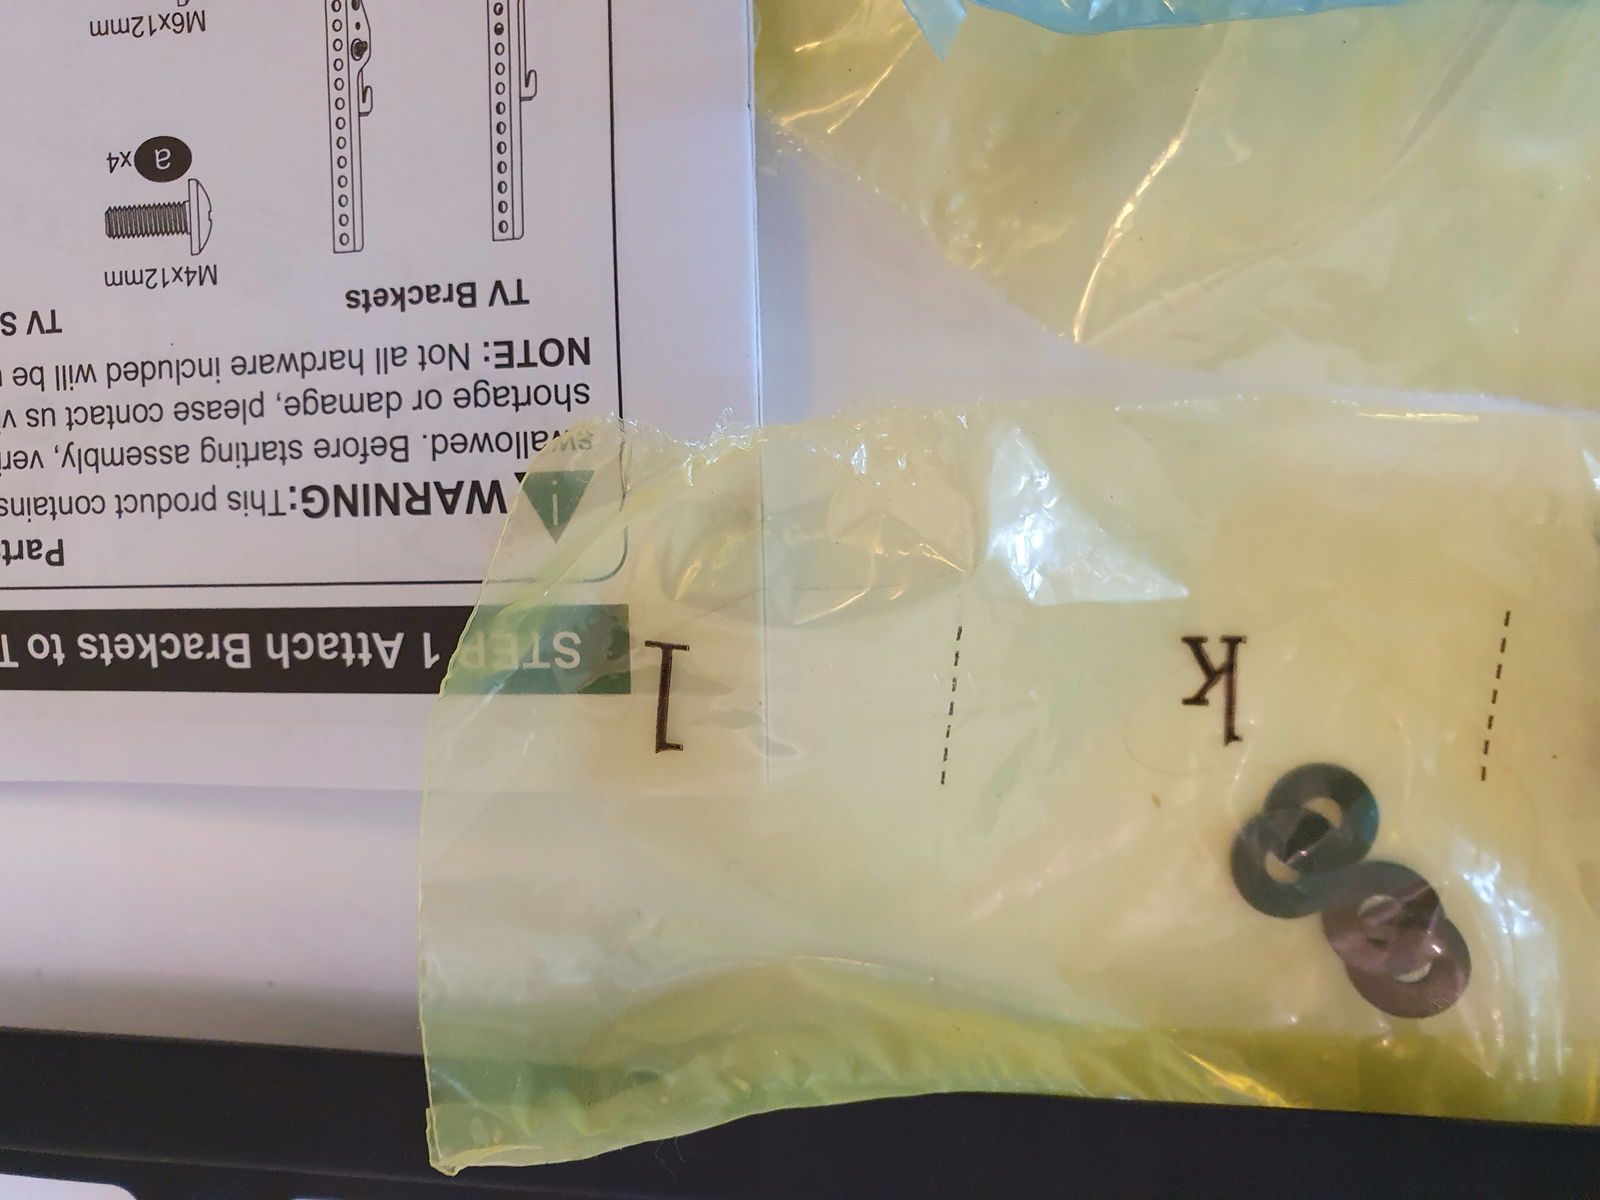 STEP 1 Attach Brackets to T
Part
WARNING:This product contains
swallowed. Before starting assembly, veri
shortage or damage, please contact us v
NOTE: Not all hardware included will be
TV Brackets
TV S
M4x12mm
a x4
M6x12mm
k
l